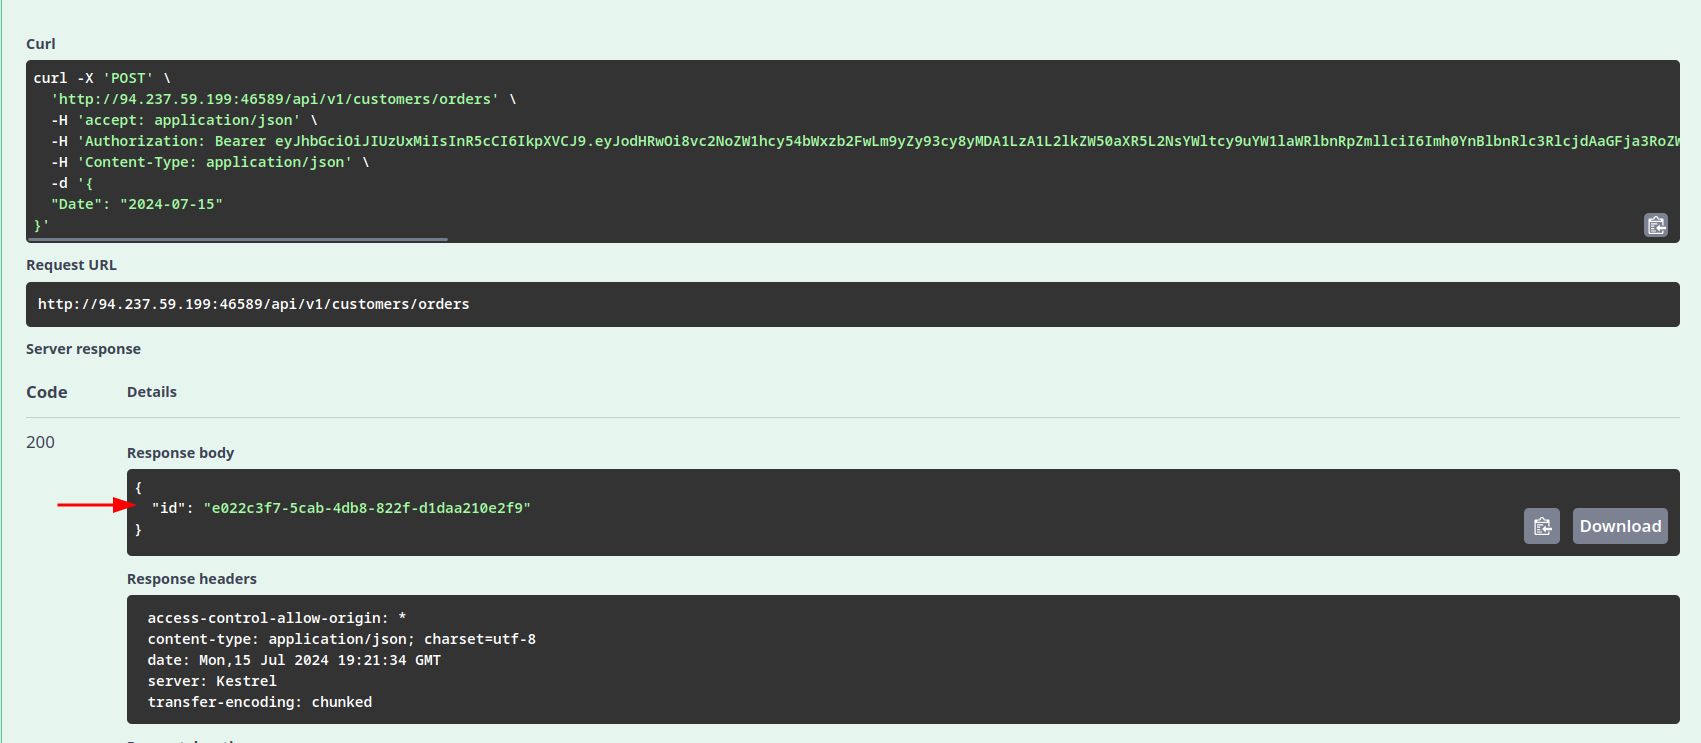 Curl
curl -X 'POST' \
'http://94.237.59.199:46589/api/v1/customers/orders' \
-H 'accept: application/json' \
-H 'Authorization: Bearer eyJhbGciOiJIUzUxMiIsInR5cCI6IkpXVCJ9.eyJodHRwOi8vc2NoZW1hcy54bWxzb2FwLm9yZy93cy8yMDA1LzA1L2lkZW50aXR5L2NsYWltcy9uYW1laWRlbnRpZmllciI6Imh0YnBlbnRlc3RlcjdAaGFja3RoZW
-H 'Content-Type: application/json' \
-d '{
"Date": "2024-07-15"
}'
Request URL
http://94.237.59.199:46589/api/v1/customers/orders
Server response
Code Details
200
Response body
{
"id": "e022c3f7-5cab-4db8-822f-d1daa210e2f9"
}
Download
Response headers
access-control-allow-origin: *
content-type: application/json; charset=utf-8
date: Mon,15 Jul 2024 19:21:34 GMT
server: Kestrel
transfer-encoding: chunked